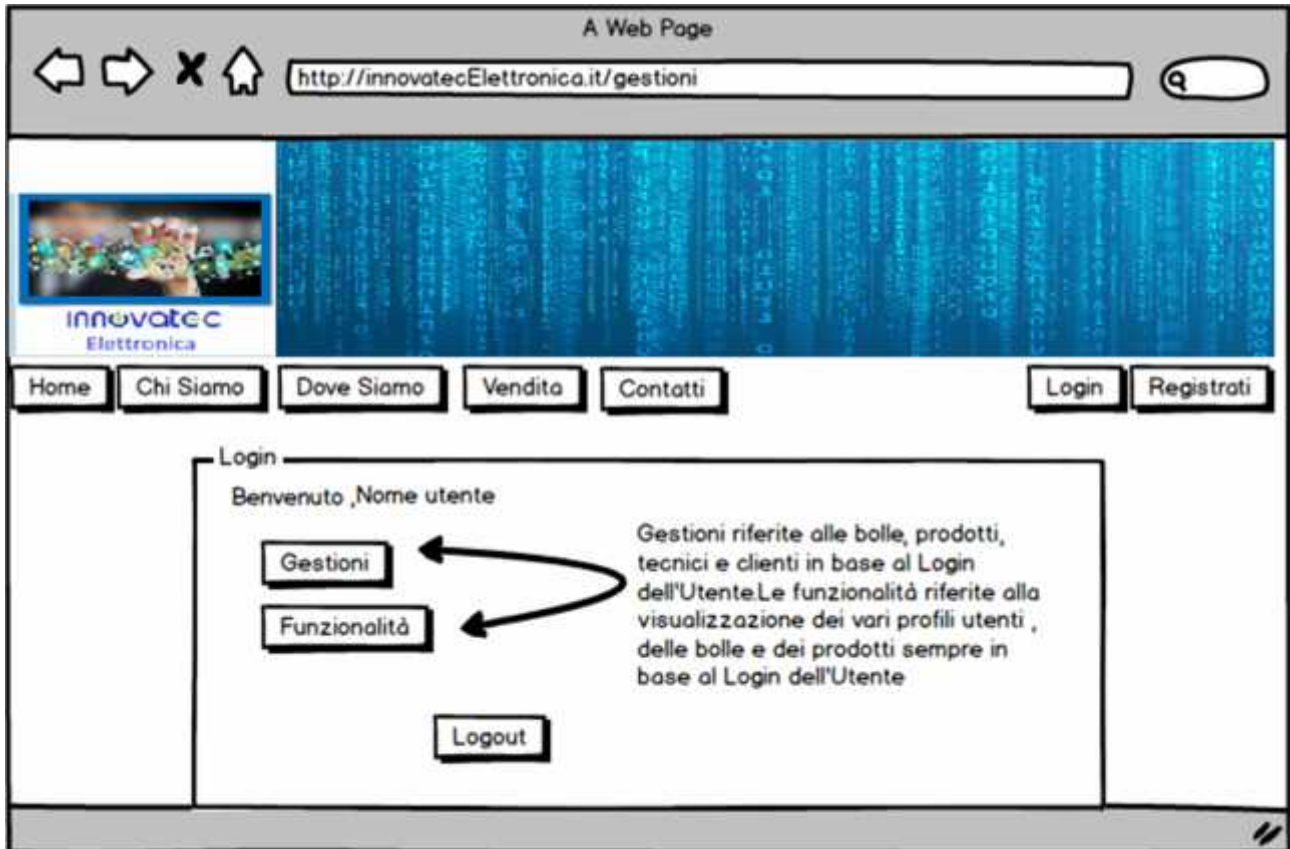 A Web Page
http://innovatecElettronica.it/gestioni
Innovatec
Elettronica
Home Chi Siamo Dove Siamo Vendita Contatti Login Registrati
Login
Benvenuto ,Nome utente
Gestioni
Funzionalità
Gestioni riferite alle bolle, prodotti,
tecnici e clienti in base al Login
dell'Utente.Le funzionalità riferite alla
visualizzazione dei vari profili utenti ,
delle bolle e dei prodotti sempre in
base al Login dell'Utente
Logout